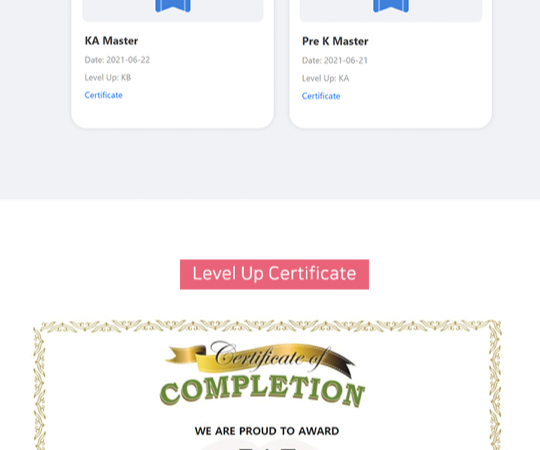 KA Master
Date: 2021-06-22
Level Up: KB
Certificate
Pre K Master
Date: 2021-06-21
Level Up: KA
Certificate
Level Up Certificate
Certificate of
COMPLETION
WE ARE PROUD TO AWARD